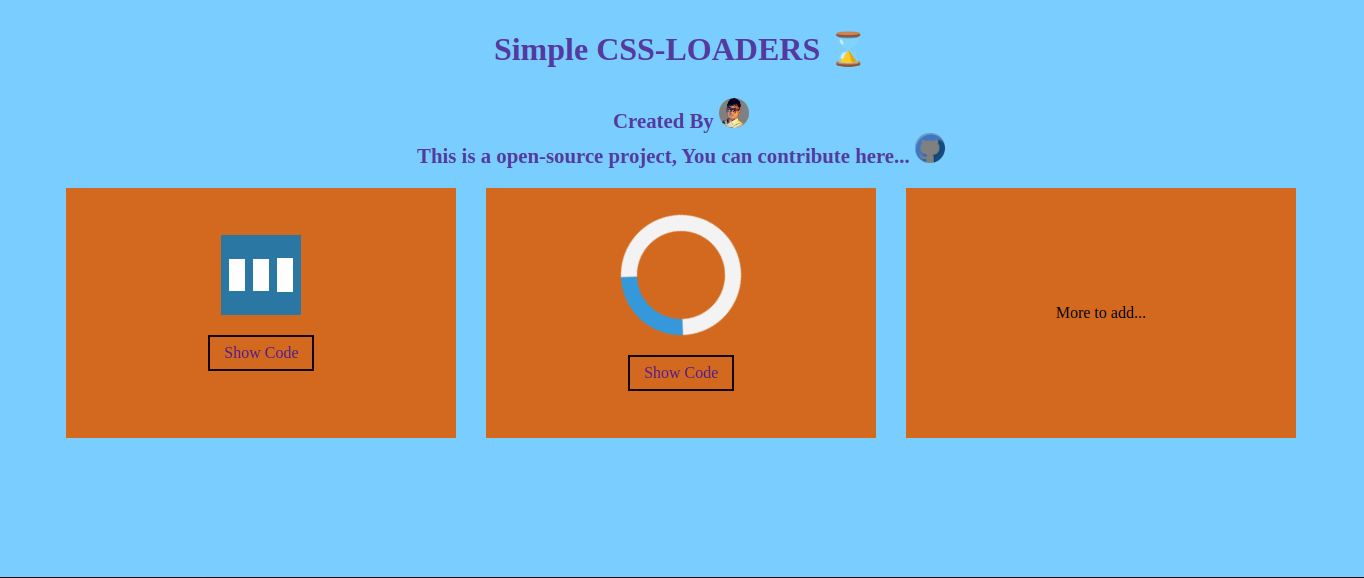 Simple CSS-LOADERS ⌛
Created By
This is a open-source project, You can contribute here...
Show Code
Show Code
More to add...